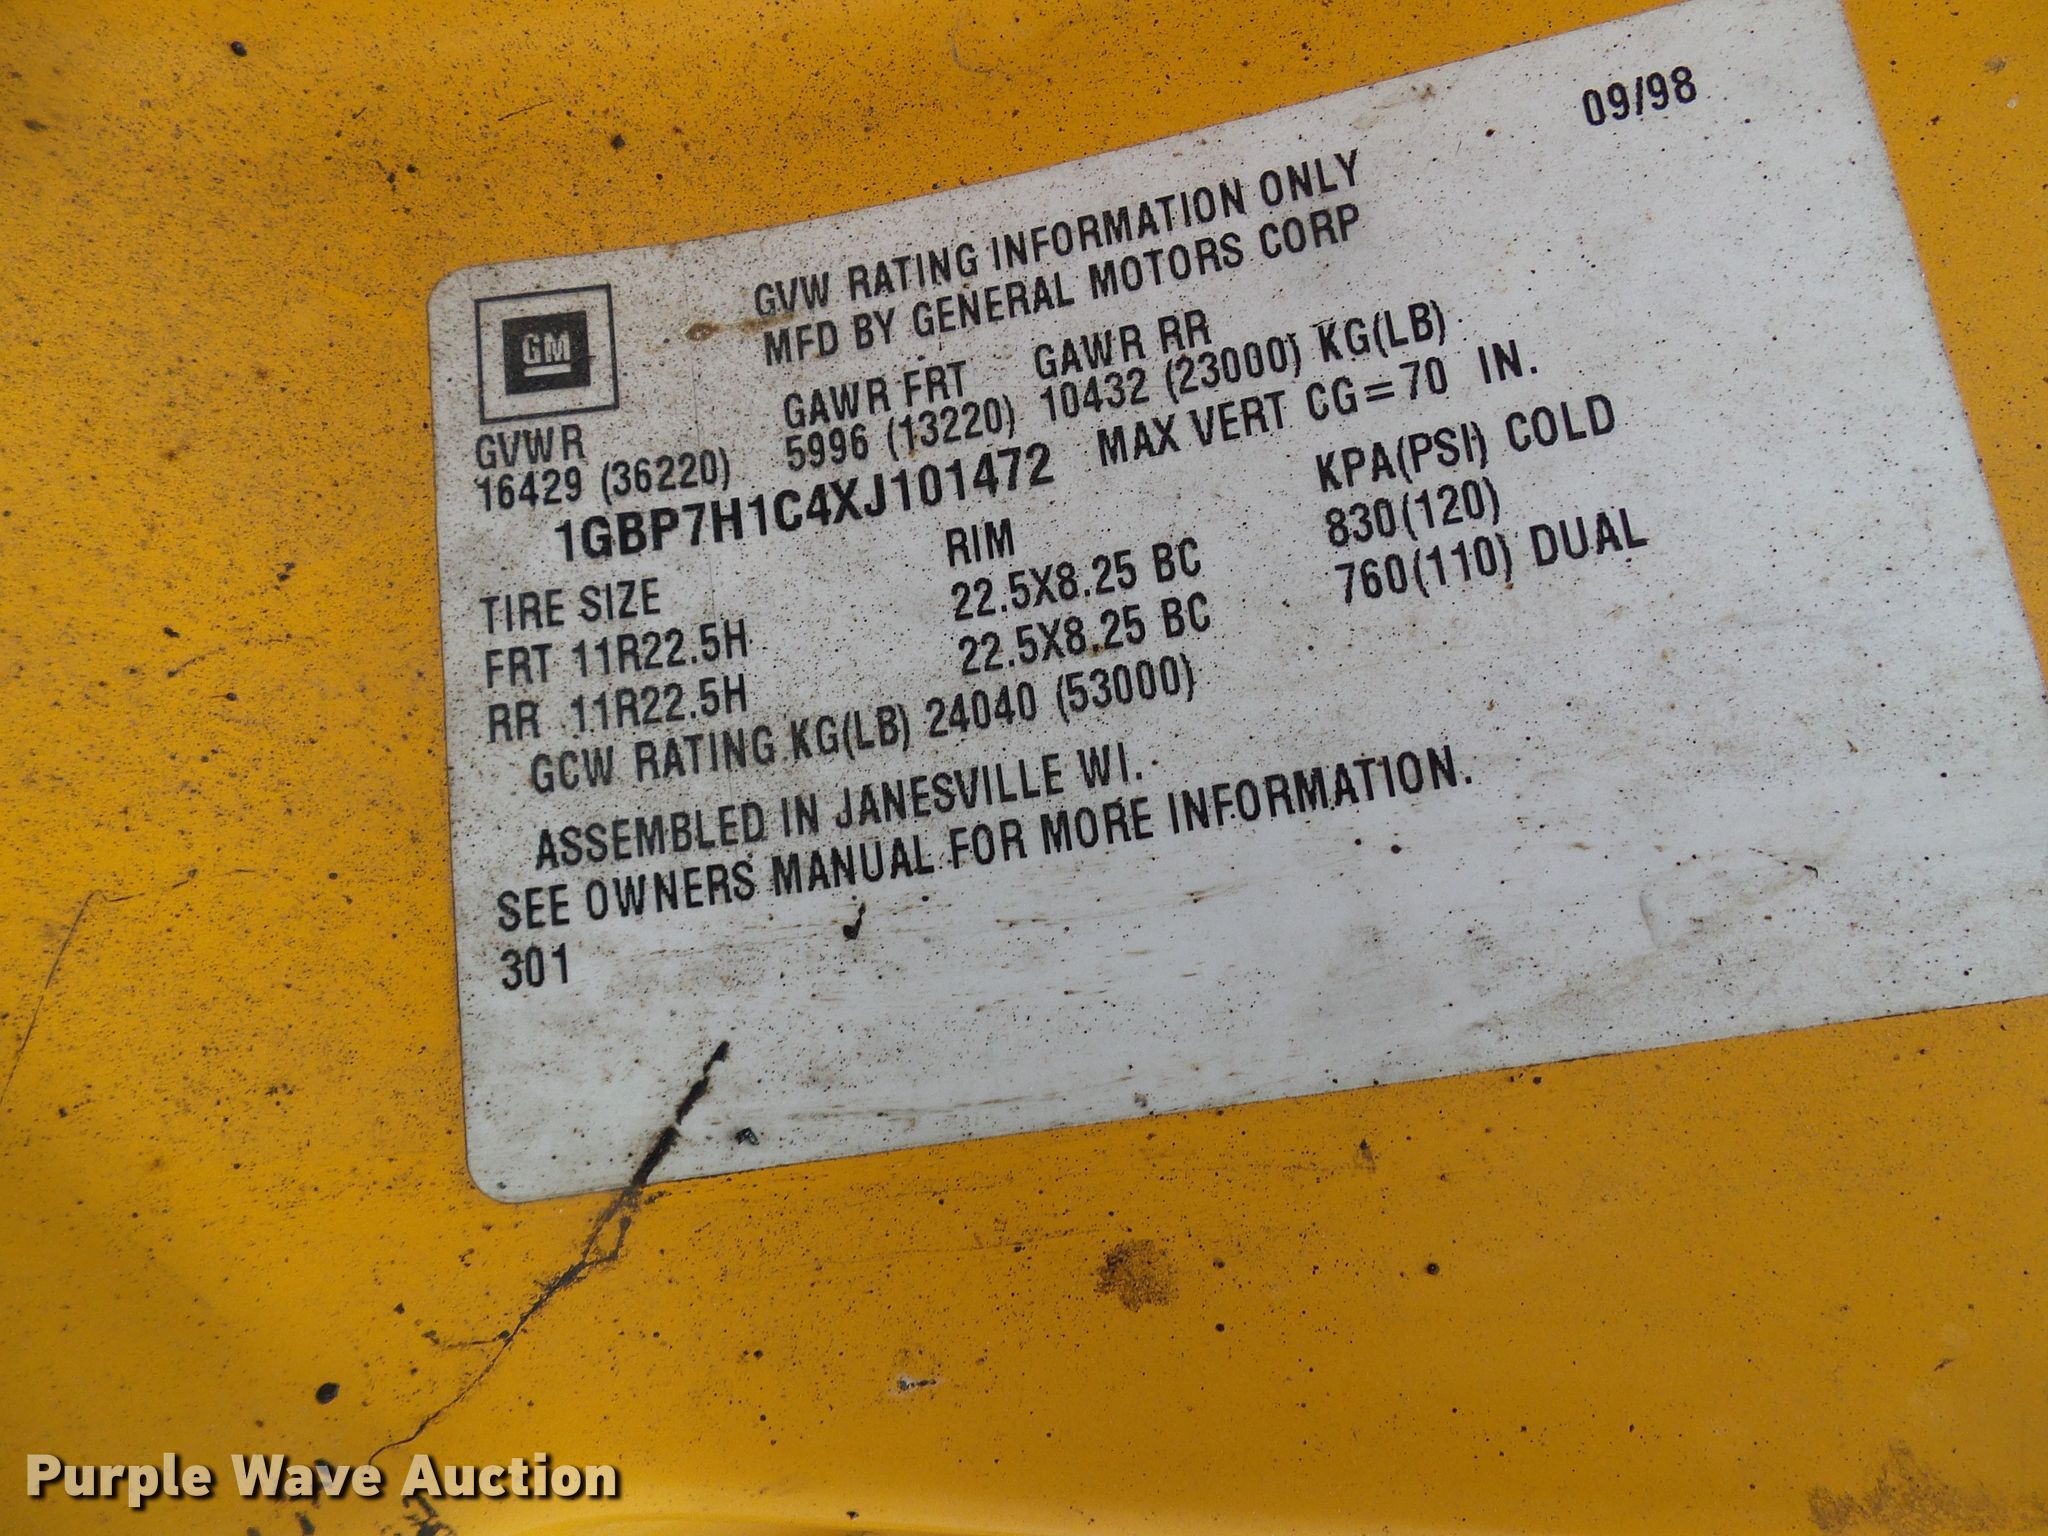 09/98
GVW RATING INFORMATION ONLY
MFD BY GENERAL MOTORS CORP
GM
GVWR GAWR FRT GAWR RR
16429 (36220) 5996 (13220) 10432 (23000) KG(LB)
1GBP7H1C4XJ101472 MAX VERT CG=70 IN.
TIRE SIZE RIM KPA(PSI) COLD
FRT 11R22.5H 22.5X8.25 BC 830(120)
RR 11R22.5H 22.5X8.25 BC 760(110) DUAL
GCW RATING KG(LB) 24040 (53000)
ASSEMBLED IN JANESVILLE WI.
SEE OWNERS MANUAL FOR MORE INFORMATION.
301
Purple Wave Auction